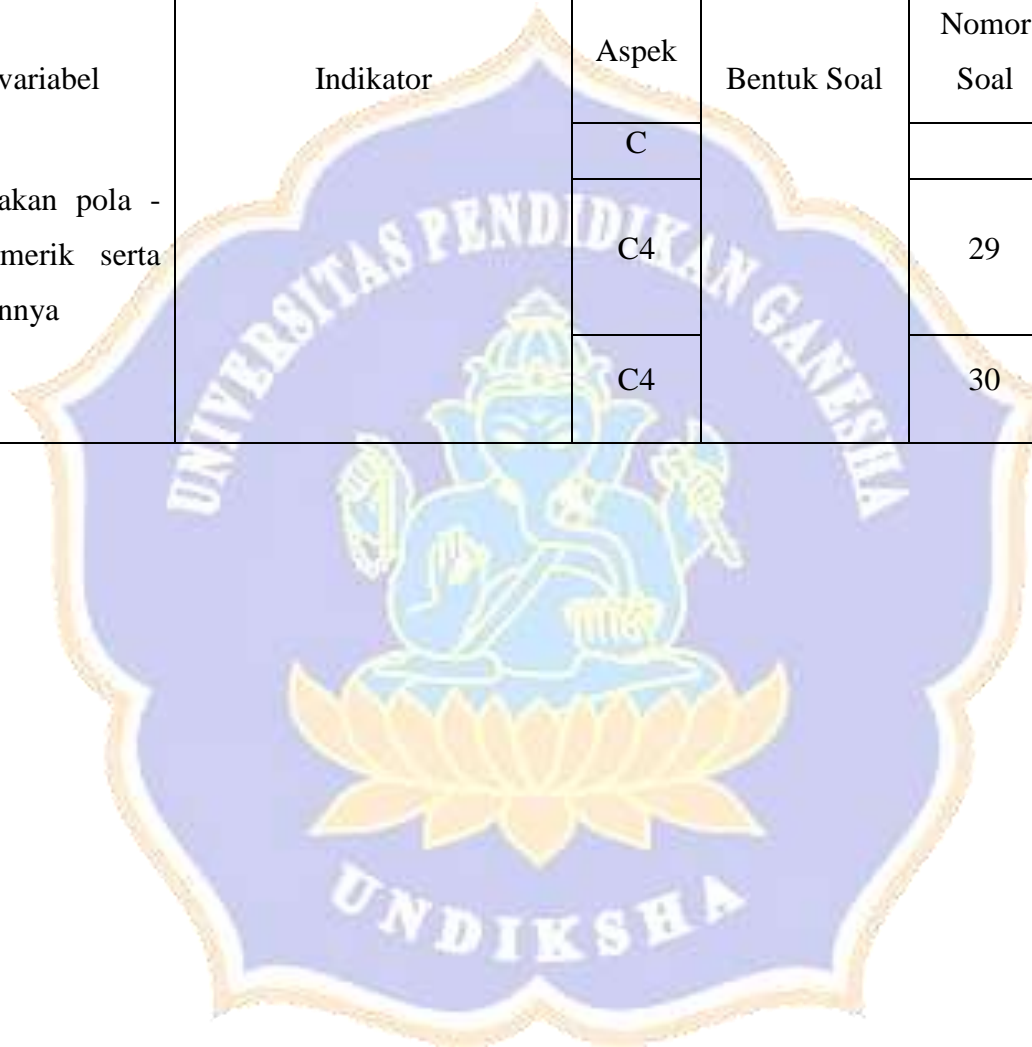 variabel
Indikator
Aspek
Bentuk Soal
Nomor
Soal
C
akan pola -
merik serta
nnya
C4
29
C4
30
UNIVERSITAS PENDIDIKAN GANESHA
UNDIKSHA